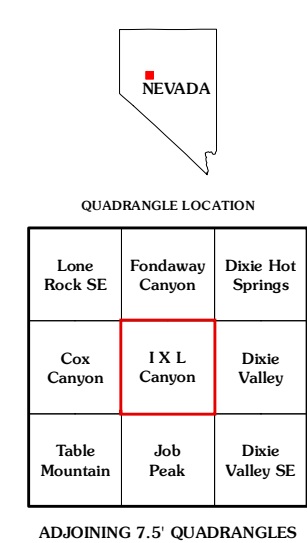 NEVADA
QUADRANGLE LOCATION
Lone
Rock SE
Fondaway
Canyon
Dixie Hot
Springs
Cox
Canyon
I X L
Canyon
Dixie
Valley
Table
Mountain
Job
Peak
Dixie
Valley SE
ADJOINING 7.5' QUADRANGLES